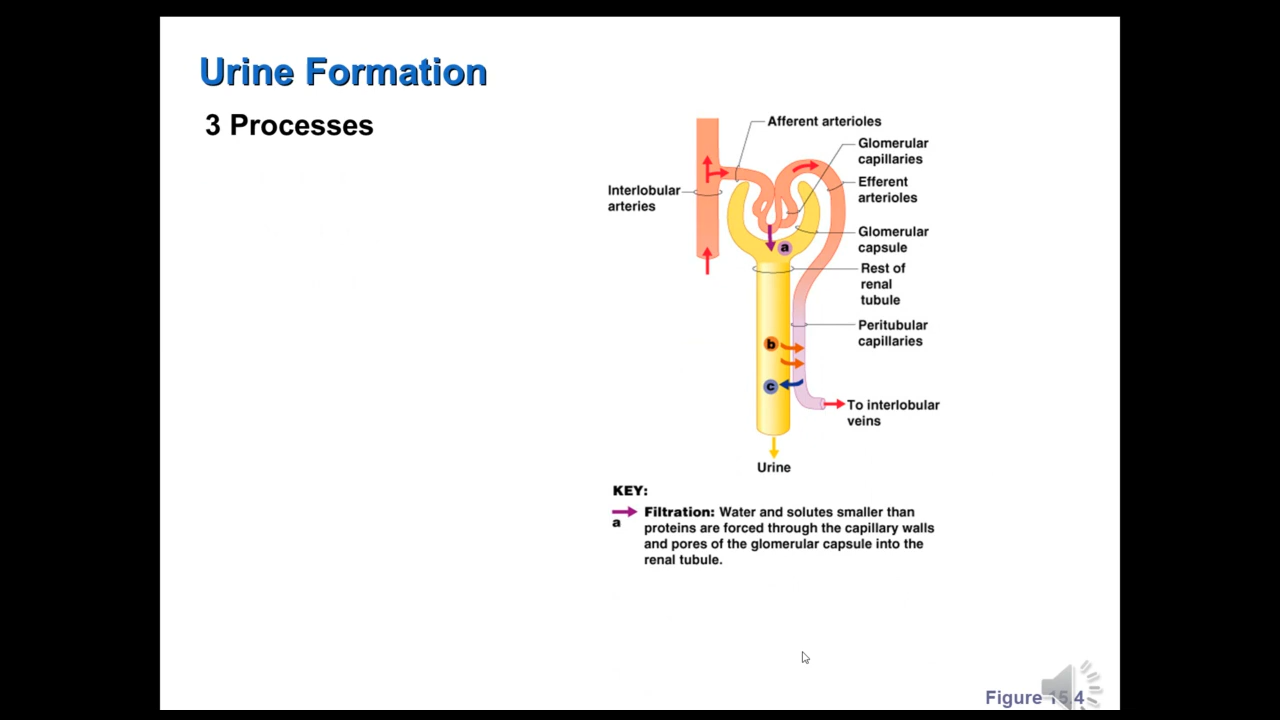 Urine Formation
3 Processes
Afferent arterioles
Glomerular
capillaries
Interlobular
arteries
Efferent
arterioles
Glomerular
capsule
a
Rest of
renal
tubule
Peritubular
capillaries
b
c
To interlobular
veins
Urine
KEY:
a
Filtration: Water and solutes smaller than
proteins are forced through the capillary walls
and pores of the glomerular capsule into the
renal tubule.
Figure 15.4